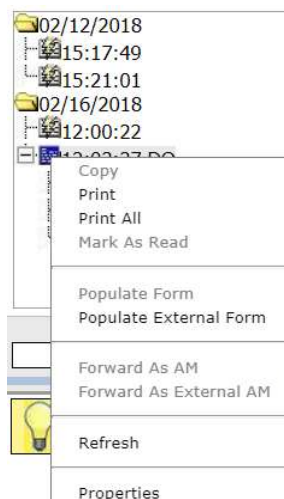 02/12/2018
15:17:49
15:21:01
02/16/2018
12:00:22
Copy
Print
Print All
Mark As Read
Populate Form
Populate External Form
Forward As AM
Forward As External AM
Refresh
Properties